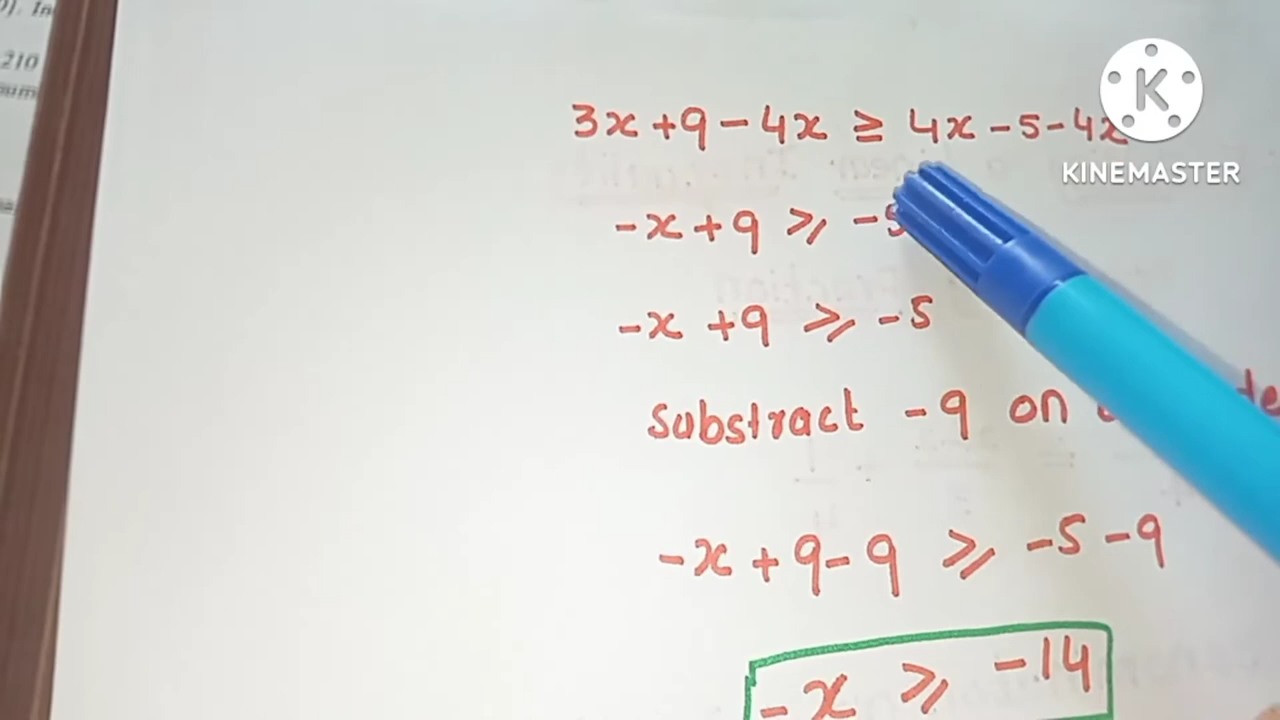 210
3x+9-4x ≥ 4x-5-4x
KINEMASTER
-x+9 ≥ -5
-x +9 ≥ -5
substract -9 on
-x+9-9 ≥ -5-9
-x ≥ -14